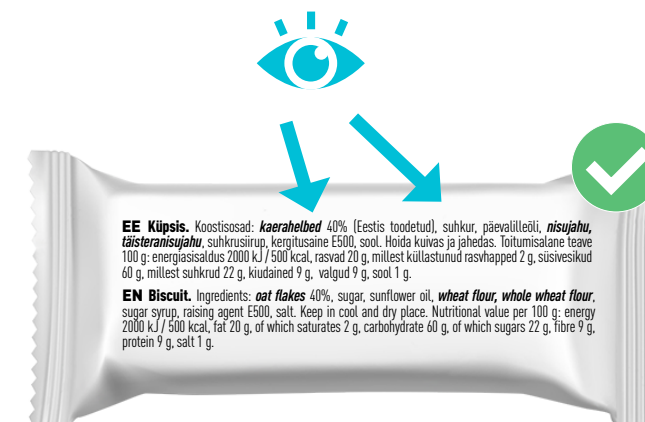 EE Küpsis. Koostisosad: kaerahelbed 40% (Eestis toodetud), suhkur, päevalilleõli, nisujahu,
täisteranisujahu, suhkrusiirup, kergitusaine E500, sool. Hoida kuivas ja jahedas. Toitumisalane teave
100 g: energiasisaldus 2000 kJ / 500 kcal, rasvad 20 g, millest küllastunud rasvhapped 2 g, süsivesikud
60 g, millest suhkrud 22 g, kiudained 9 g, valgud 9 g, sool 1 g.
EN Biscuit. Ingredients: oat flakes 40%, sugar, sunflower oil, wheat flour, whole wheat flour,
sugar syrup, raising agent E500, salt. Keep in cool and dry place. Nutritional value per 100 g: energy
2000 kJ / 500 kcal, fat 20 g, of which saturates 2 g, carbohydrate 60 g, of which sugars 22 g, fibre 9 g,
protein 9 g, salt 1 g.